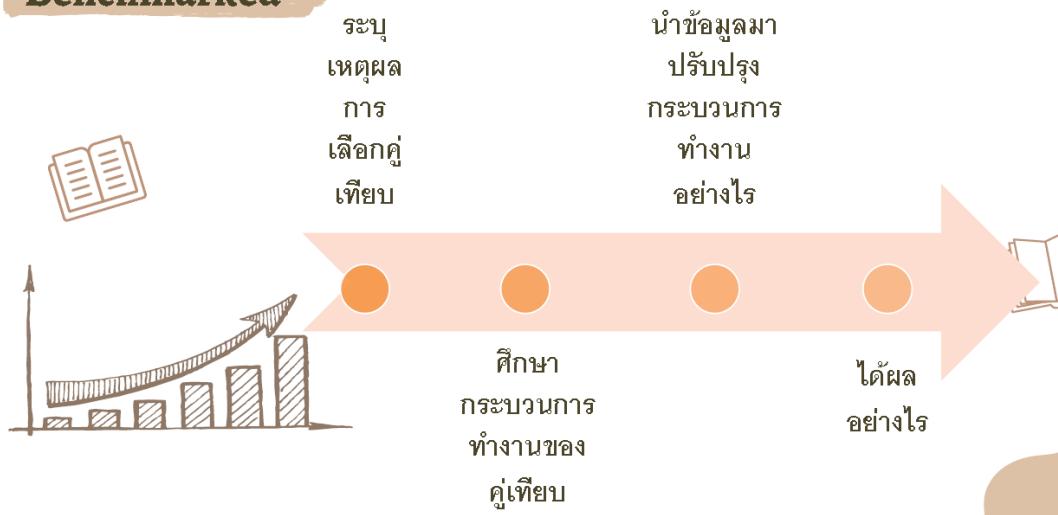 Benchmarked
ระบุ
เหตุผล
การ
เลือกคู่
เทียบ
ศึกษา
กระบวนการ
ทำงานของ
คู่เทียบ
นำข้อมูลมา
ปรับปรุง
กระบวนการ
ทำงาน
อย่างไร
ได้ผล
อย่างไร